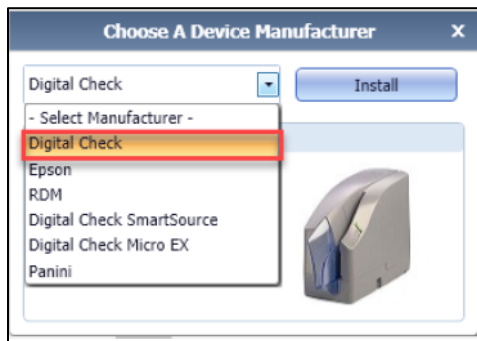 Choose A Device Manufacturer X
Digital Check Install
- Select Manufacturer -
Digital Check
Epson
RDM
Digital Check SmartSource
Digital Check Micro EX
Panini